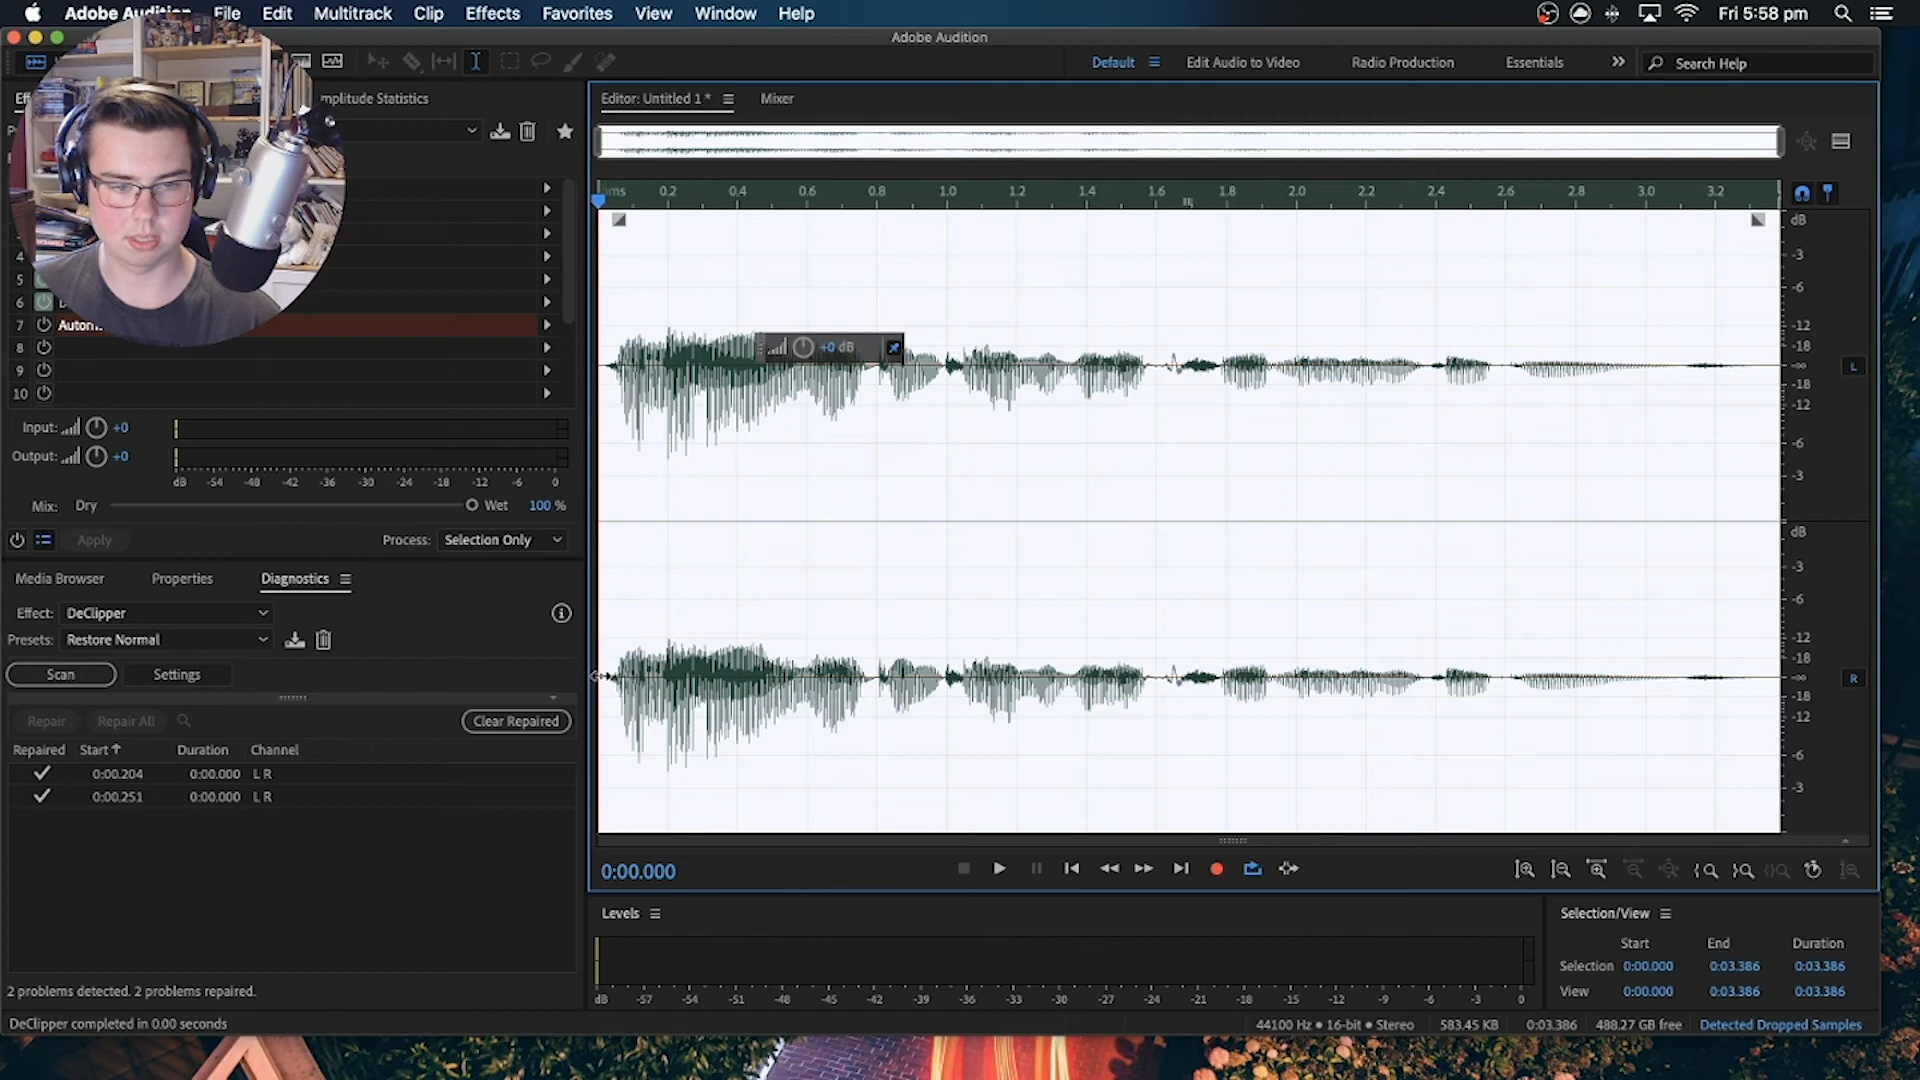 Adobe Audition File Edit Multitrack Clip Effects Favorites View Window Help Fri 5:58 pm
Adobe Audition
Default Edit Audio to Video Radio Production Essentials Search Help
mplitude Statistics
Editor: Untitled 1 * Mixer
hms 0.2 0.4 0.6 0.8 1.0 1.2 1.4 1.6 1.8 2.0 2.2 2.4 2.6 2.8 3.0 3.2
dB
-3
-6
-12
-18
-∞
-18
-12
-6
-3
+0 dB
L
dB
-3
-6
-12
-18
-∞
-18
-12
-6
-3
R
4
5
6
7 Autom
8
9
10
Input: +0
Output: +0
dB -54 -48 -42 -36 -30 -24 -18 -12 -6 0
Mix: Dry Wet 100 %
Apply Process: Selection Only
Media Browser Properties Diagnostics
Effect: DeClipper
Presets: Restore Normal
Scan Settings
Repair Repair All Clear Repaired
Repaired Start Duration Channel
0:00.204 0:00.000 L R
0:00.251 0:00.000 L R
2 problems detected. 2 problems repaired.
0:00.000
Levels
dB -57 -54 -51 -48 -45 -42 -39 -36 -33 -30 -27 -24 -21 -18 -15 -12 -9 -6 -3 0
Selection/View
Start End Duration
Selection 0:00.000 0:03.386 0:03.386
View 0:00.000 0:03.386 0:03.386
DeClipper completed in 0.00 seconds
44100 Hz • 16-bit • Stereo 583.45 KB 0:03.386 488.27 GB free Detected Dropped Samples